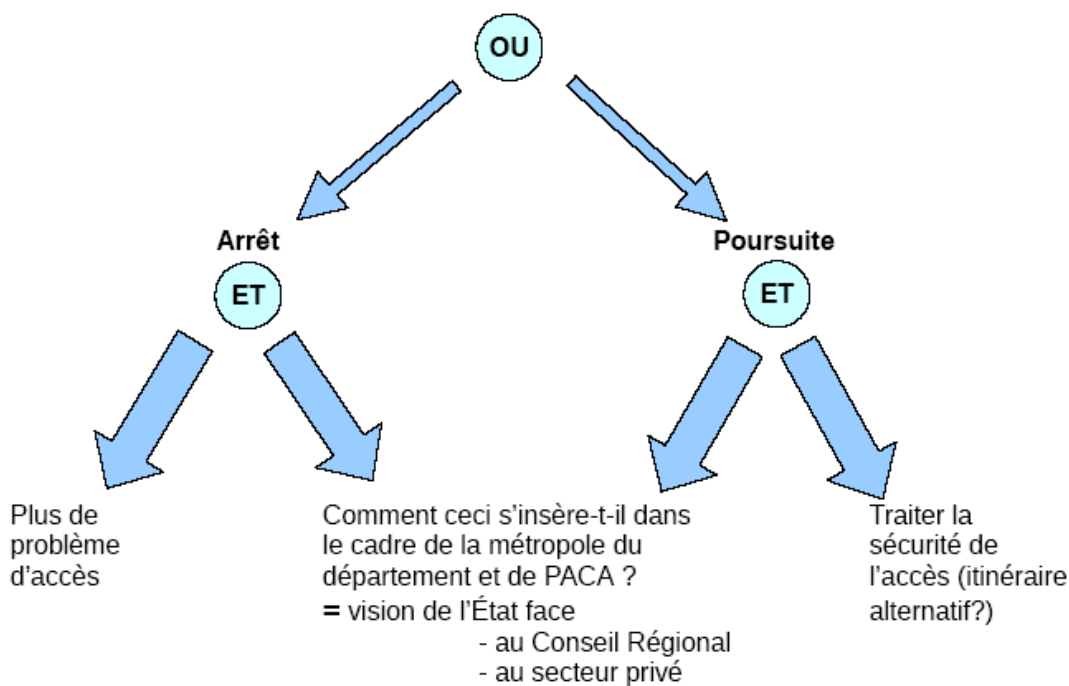 OU
Arrêt
Poursuite
ET
ET
Plus de
problème
d'accès
Comment ceci s'insère-t-il dans
le cadre de la métropole du
département et de PACA ?
= vision de l'État face
- au Conseil Régional
- au secteur privé
Traiter la
sécurité de
l'accès (itinéraire
alternatif?)